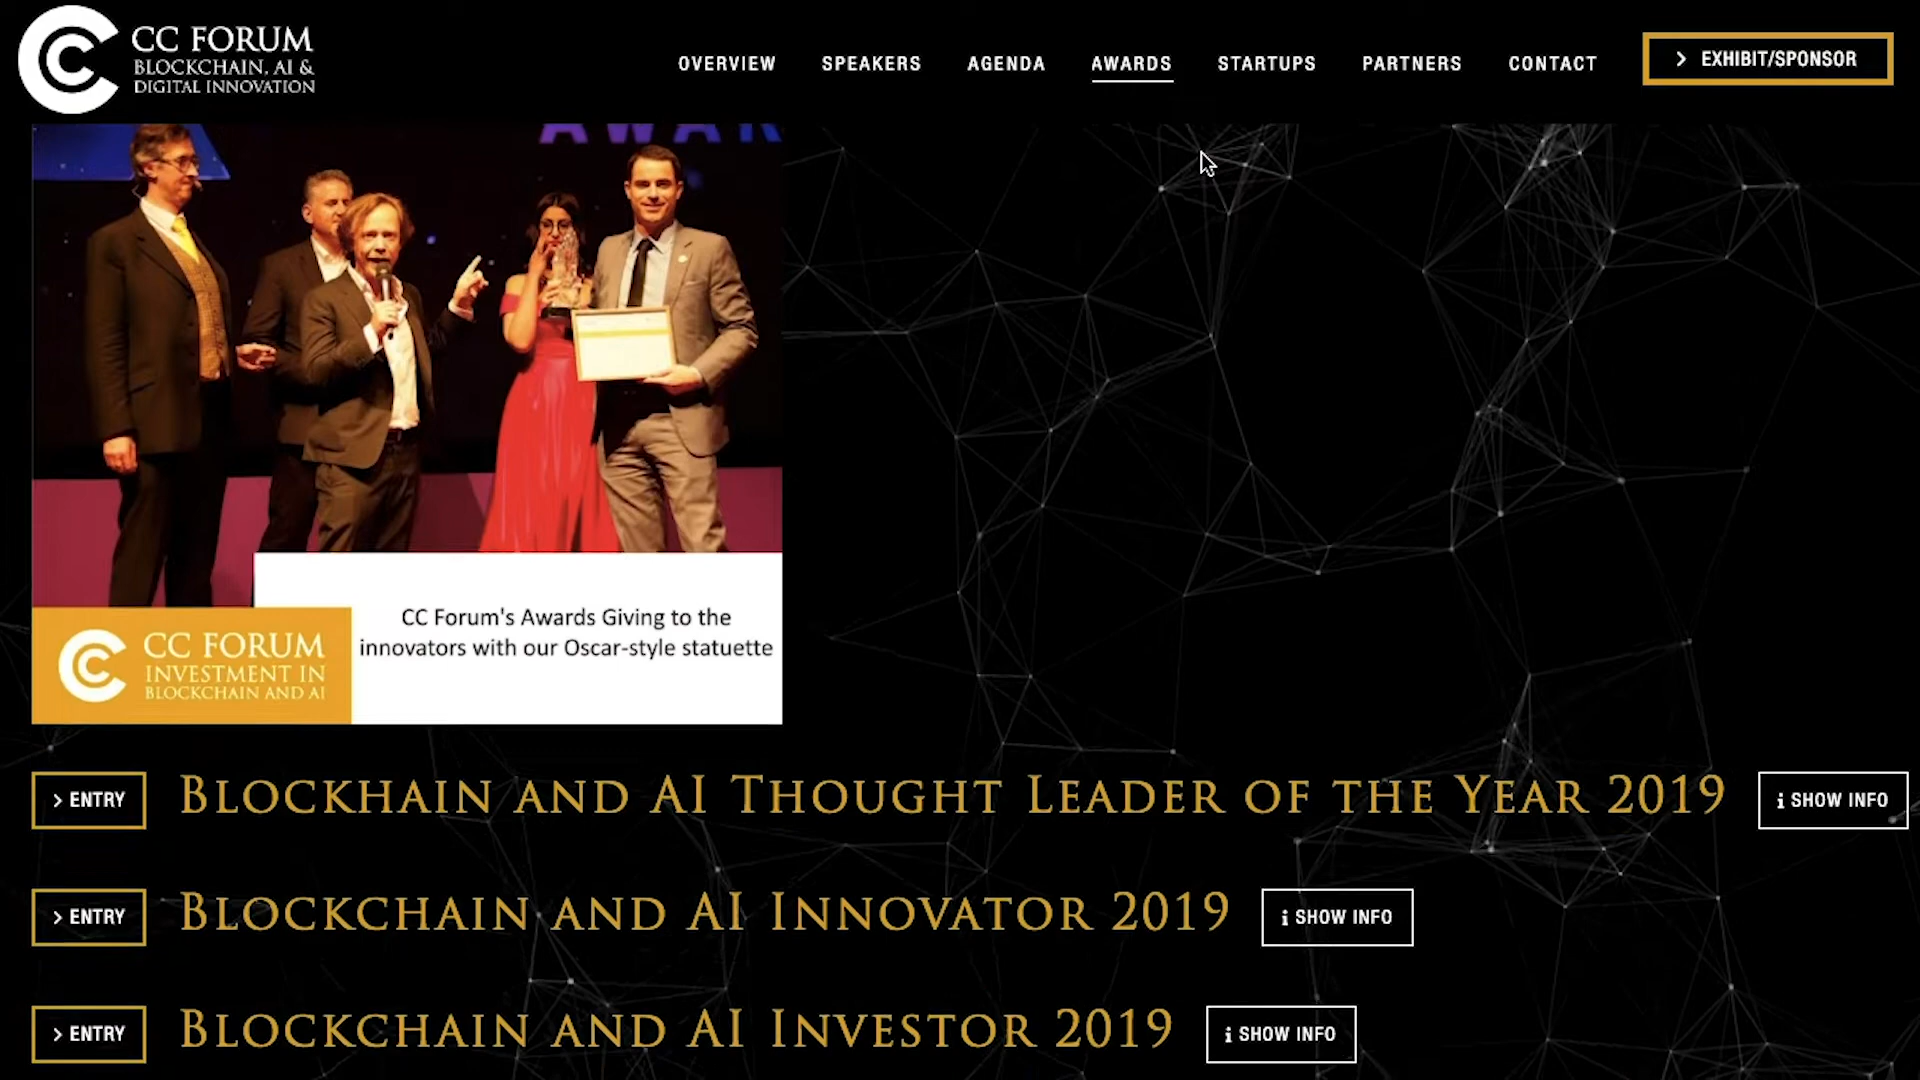 CC FORUM
BLOCKCHAIN, AI &
DIGITAL INNOVATION
OVERVIEW
SPEAKERS
AGENDA
AWARDS
STARTUPS
PARTNERS
CONTACT
EXHIBIT/SPONSOR
AWAR
CC Forum's Awards Giving to the
innovators with our Oscar-style statuette
CC FORUM
INVESTMENT IN
BLOCKCHAIN AND AI
> ENTRY
BLOCKHAIN AND AI THOUGHT LEADER OF THE YEAR 2019
i SHOW INFO
> ENTRY
BLOCKCHAIN AND AI INNOVATOR 2019
i SHOW INFO
> ENTRY
BLOCKCHAIN AND AI INVESTOR 2019
i SHOW INFO